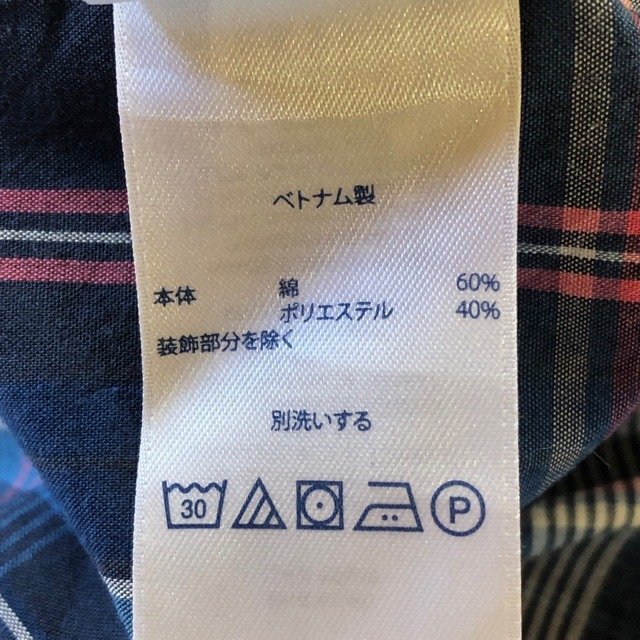 ベトナム製
本体 綿 60%
ポリエステル 40%
装飾部分を除く
別洗いする
30 P